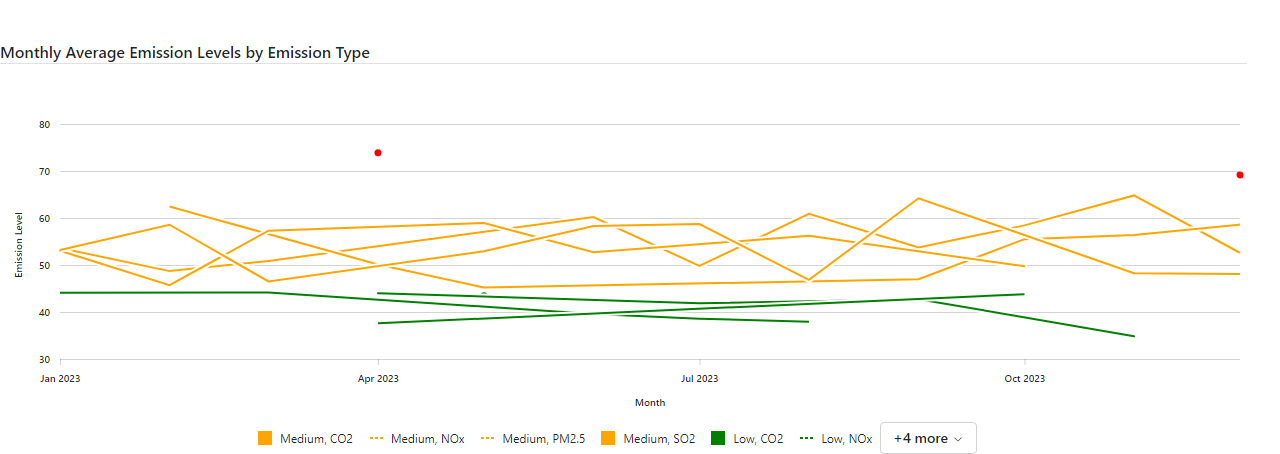 Monthly Average Emission Levels by Emission Type
80
70
60
50
40
30
Emission Level
Jan 2023 Apr 2023 Jul 2023 Oct 2023
Month
Medium, CO2 Medium, NOx Medium, PM2.5 Medium, SO2 Low, CO2 Low, NOx +4 more